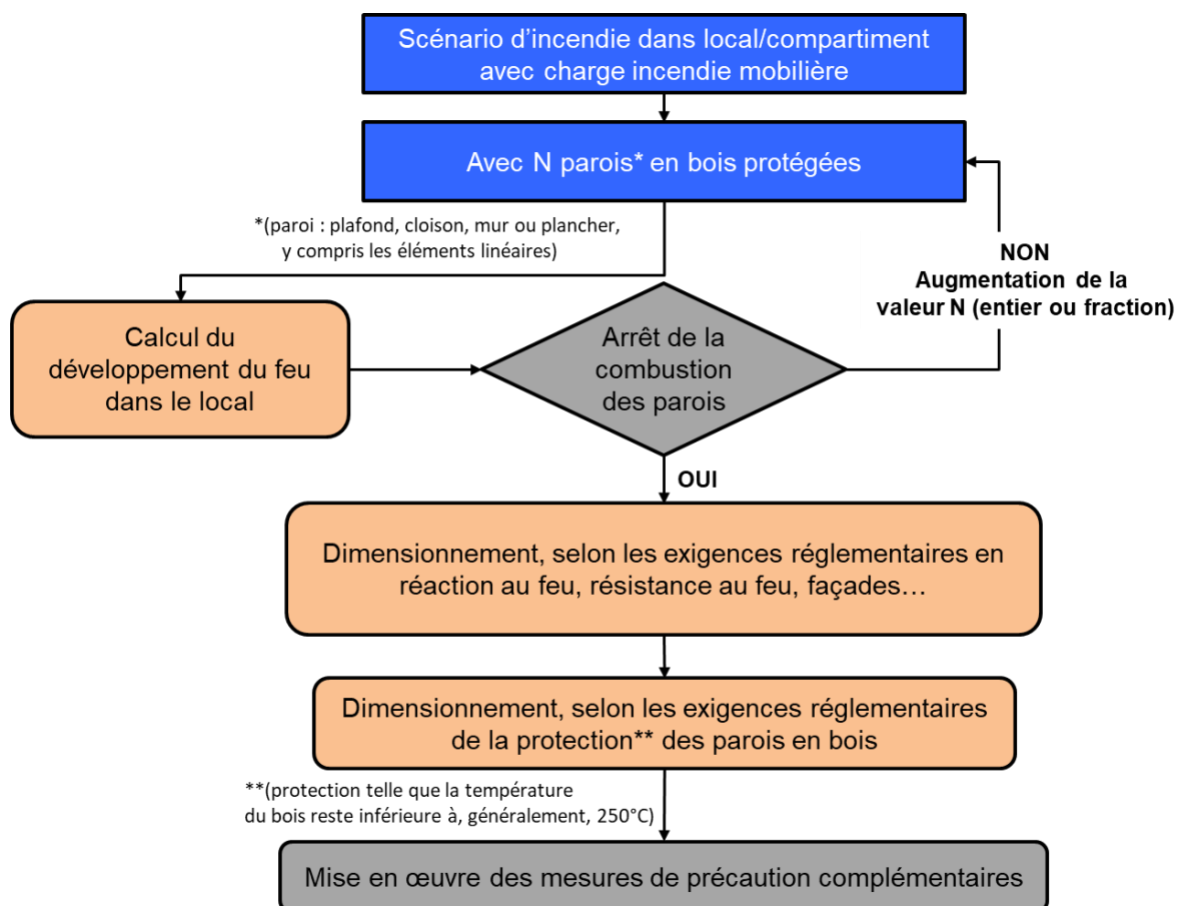 Scénario d'incendie dans local/compartiment
avec charge incendie mobilière
Avec N parois* en bois protégées
*(paroi : plafond, cloison, mur ou plancher,
y compris les éléments linéaires)
NON
Augmentation de la
valeur N (entier ou fraction)
Calcul du
développement du feu
dans le local
Arrêt de la
combustion
des parois
OUI
Dimensionnement, selon les exigences réglementaires en
réaction au feu, résistance au feu, façades…
Dimensionnement, selon les exigences réglementaires
de la protection** des parois en bois
**(protection telle que la température
du bois reste inférieure à, généralement, 250°C)
Mise en œuvre des mesures de précaution complémentaires